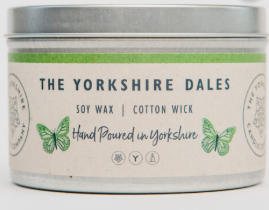 THE YORKSHIRE DALES
SOY WAX | COTTON WICK
Hand Poured in Yorkshire
Y